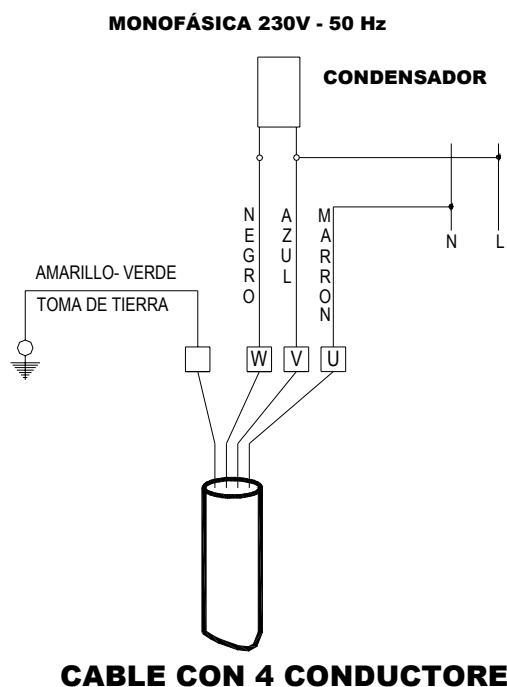 MONOFÁSICA 230V - 50 Hz
CONDENSADOR
NEGRO
AZUL
MARRON
N
L
AMARILLO- VERDE
TOMA DE TIERRA
W
V
U
CABLE CON 4 CONDUCTORE